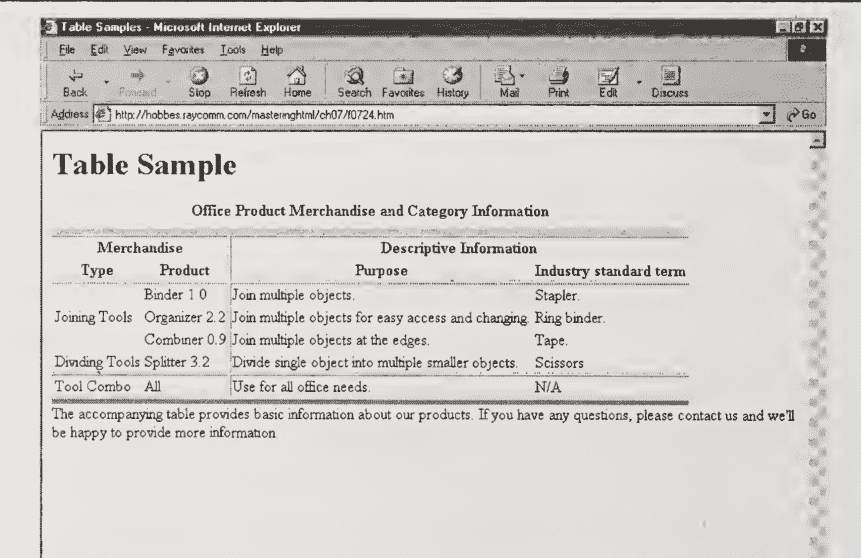 Table Samples - Microsoft Internet Explorer
File Edit View Favorites Tools Help
Back Forward Stop Refresh Home Search Favorites History Mail Print Edit Discuss
Address http://hobbes.raycomm.com/masteringhtml/ch07/f0724.htm Go
Table Sample
Office Product Merchandise and Category Information
Merchandise Descriptive Information
Type Product Purpose Industry standard term
Binder 1 0 Join multiple objects. Stapler.
Joining Tools Organizer 2.2 Join multiple objects for easy access and changing. Ring binder.
Combiner 0.9 Join multiple objects at the edges. Tape.
Dividing Tools Splitter 3.2 Divide single object into multiple smaller objects. Scissors
Tool Combo All Use for all office needs. N/A
The accompanying table provides basic information about our products. If you have any questions, please contact us and we'll
be happy to provide more information